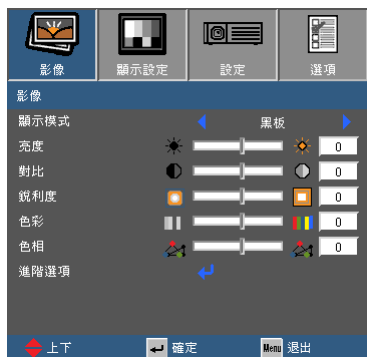 影像 顯示設定 設定 選項
影像
顯示模式 黑板
亮度 0
對比 0
銳利度 0
色彩 0
色相 0
進階選項
上下 確定 Menu 退出